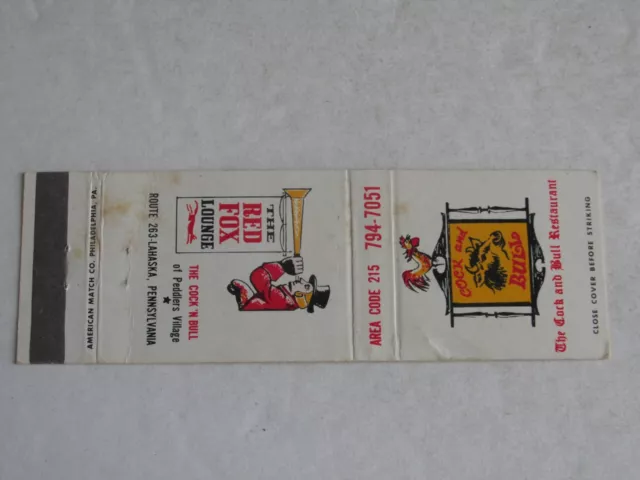 COCK and
BULL
The Cock and Bull Restaurant
CLOSE COVER BEFORE STRIKING
AREA CODE 215 794-7051
THE
RED
FOX
LOUNGE
THE COCK 'N BULL
of Peddler's Village
ROUTE 263-LAHASKA, PENNSYLVANIA
AMERICAN MATCH CO. PHILADELPHIA, PA.